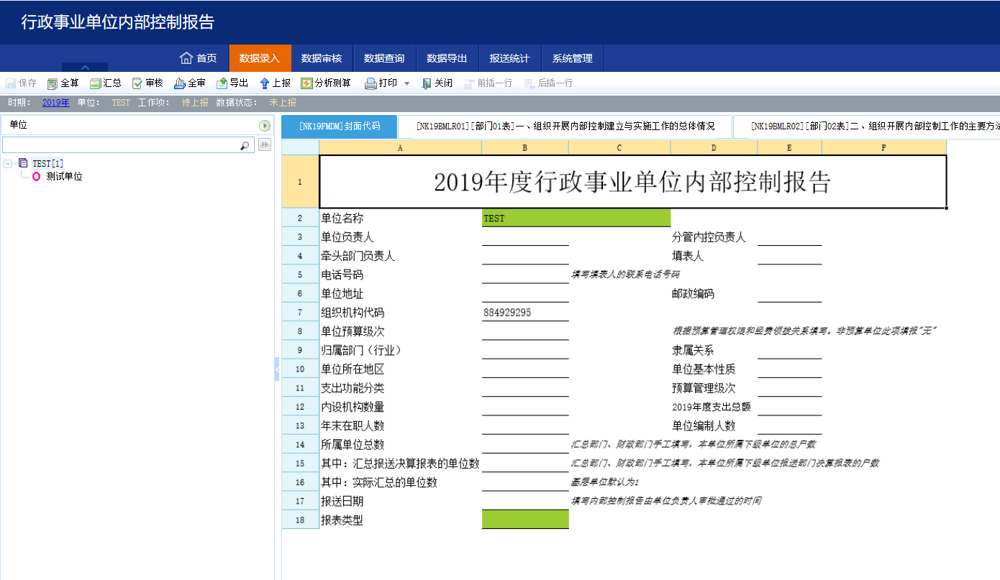 行政事业单位内部控制报告
首页 数据录入 数据审核 数据查询 数据导出 报送统计 系统管理
保存 全算 汇总 审核 全审 导出 上报 分析测算 打印 关闭 前插一行 后插一行
时期: 2019年 单位: TEST 工作项: 待上报 数据状态: 未上报
单位
[NK19FMDM]封面代码 [NK19BMLR01][部门01表]一、组织开展内部控制建立与实施工作的总体情况 [NK19BMLR02][部门02表]二、组织开展内部控制工作的主要方法
TEST[1]
测试单位
A B C D E F
1 2019年度行政事业单位内部控制报告
2 单位名称 TEST
3 单位负责人 分管内控负责人
4 牵头部门负责人 填表人
5 电话号码 填写填表人的联系电话号码
6 单位地址 邮政编码
7 组织机构代码 884929295
8 单位预算级次 根据预算管理权限和经费领拨关系填写。非预算单位此项填报"无"
9 归属部门（行业） 隶属关系
10 单位所在地区 单位基本性质
11 支出功能分类 预算管理级次
12 内设机构数量 2019年度支出总额
13 年末在职人数 单位编制人数
14 所属单位总数 汇总部门、财政部门手工填写，本单位所属下级单位的总户数
15 其中：汇总报送决算报表的单位数 汇总部门、财政部门手工填写，本单位所属下级单位报送部门决算报表的户数
16 其中：实际汇总的单位数 基层单位默认为1
17 报送日期 填写内部控制报告由单位负责人审批通过的时间
18 报表类型